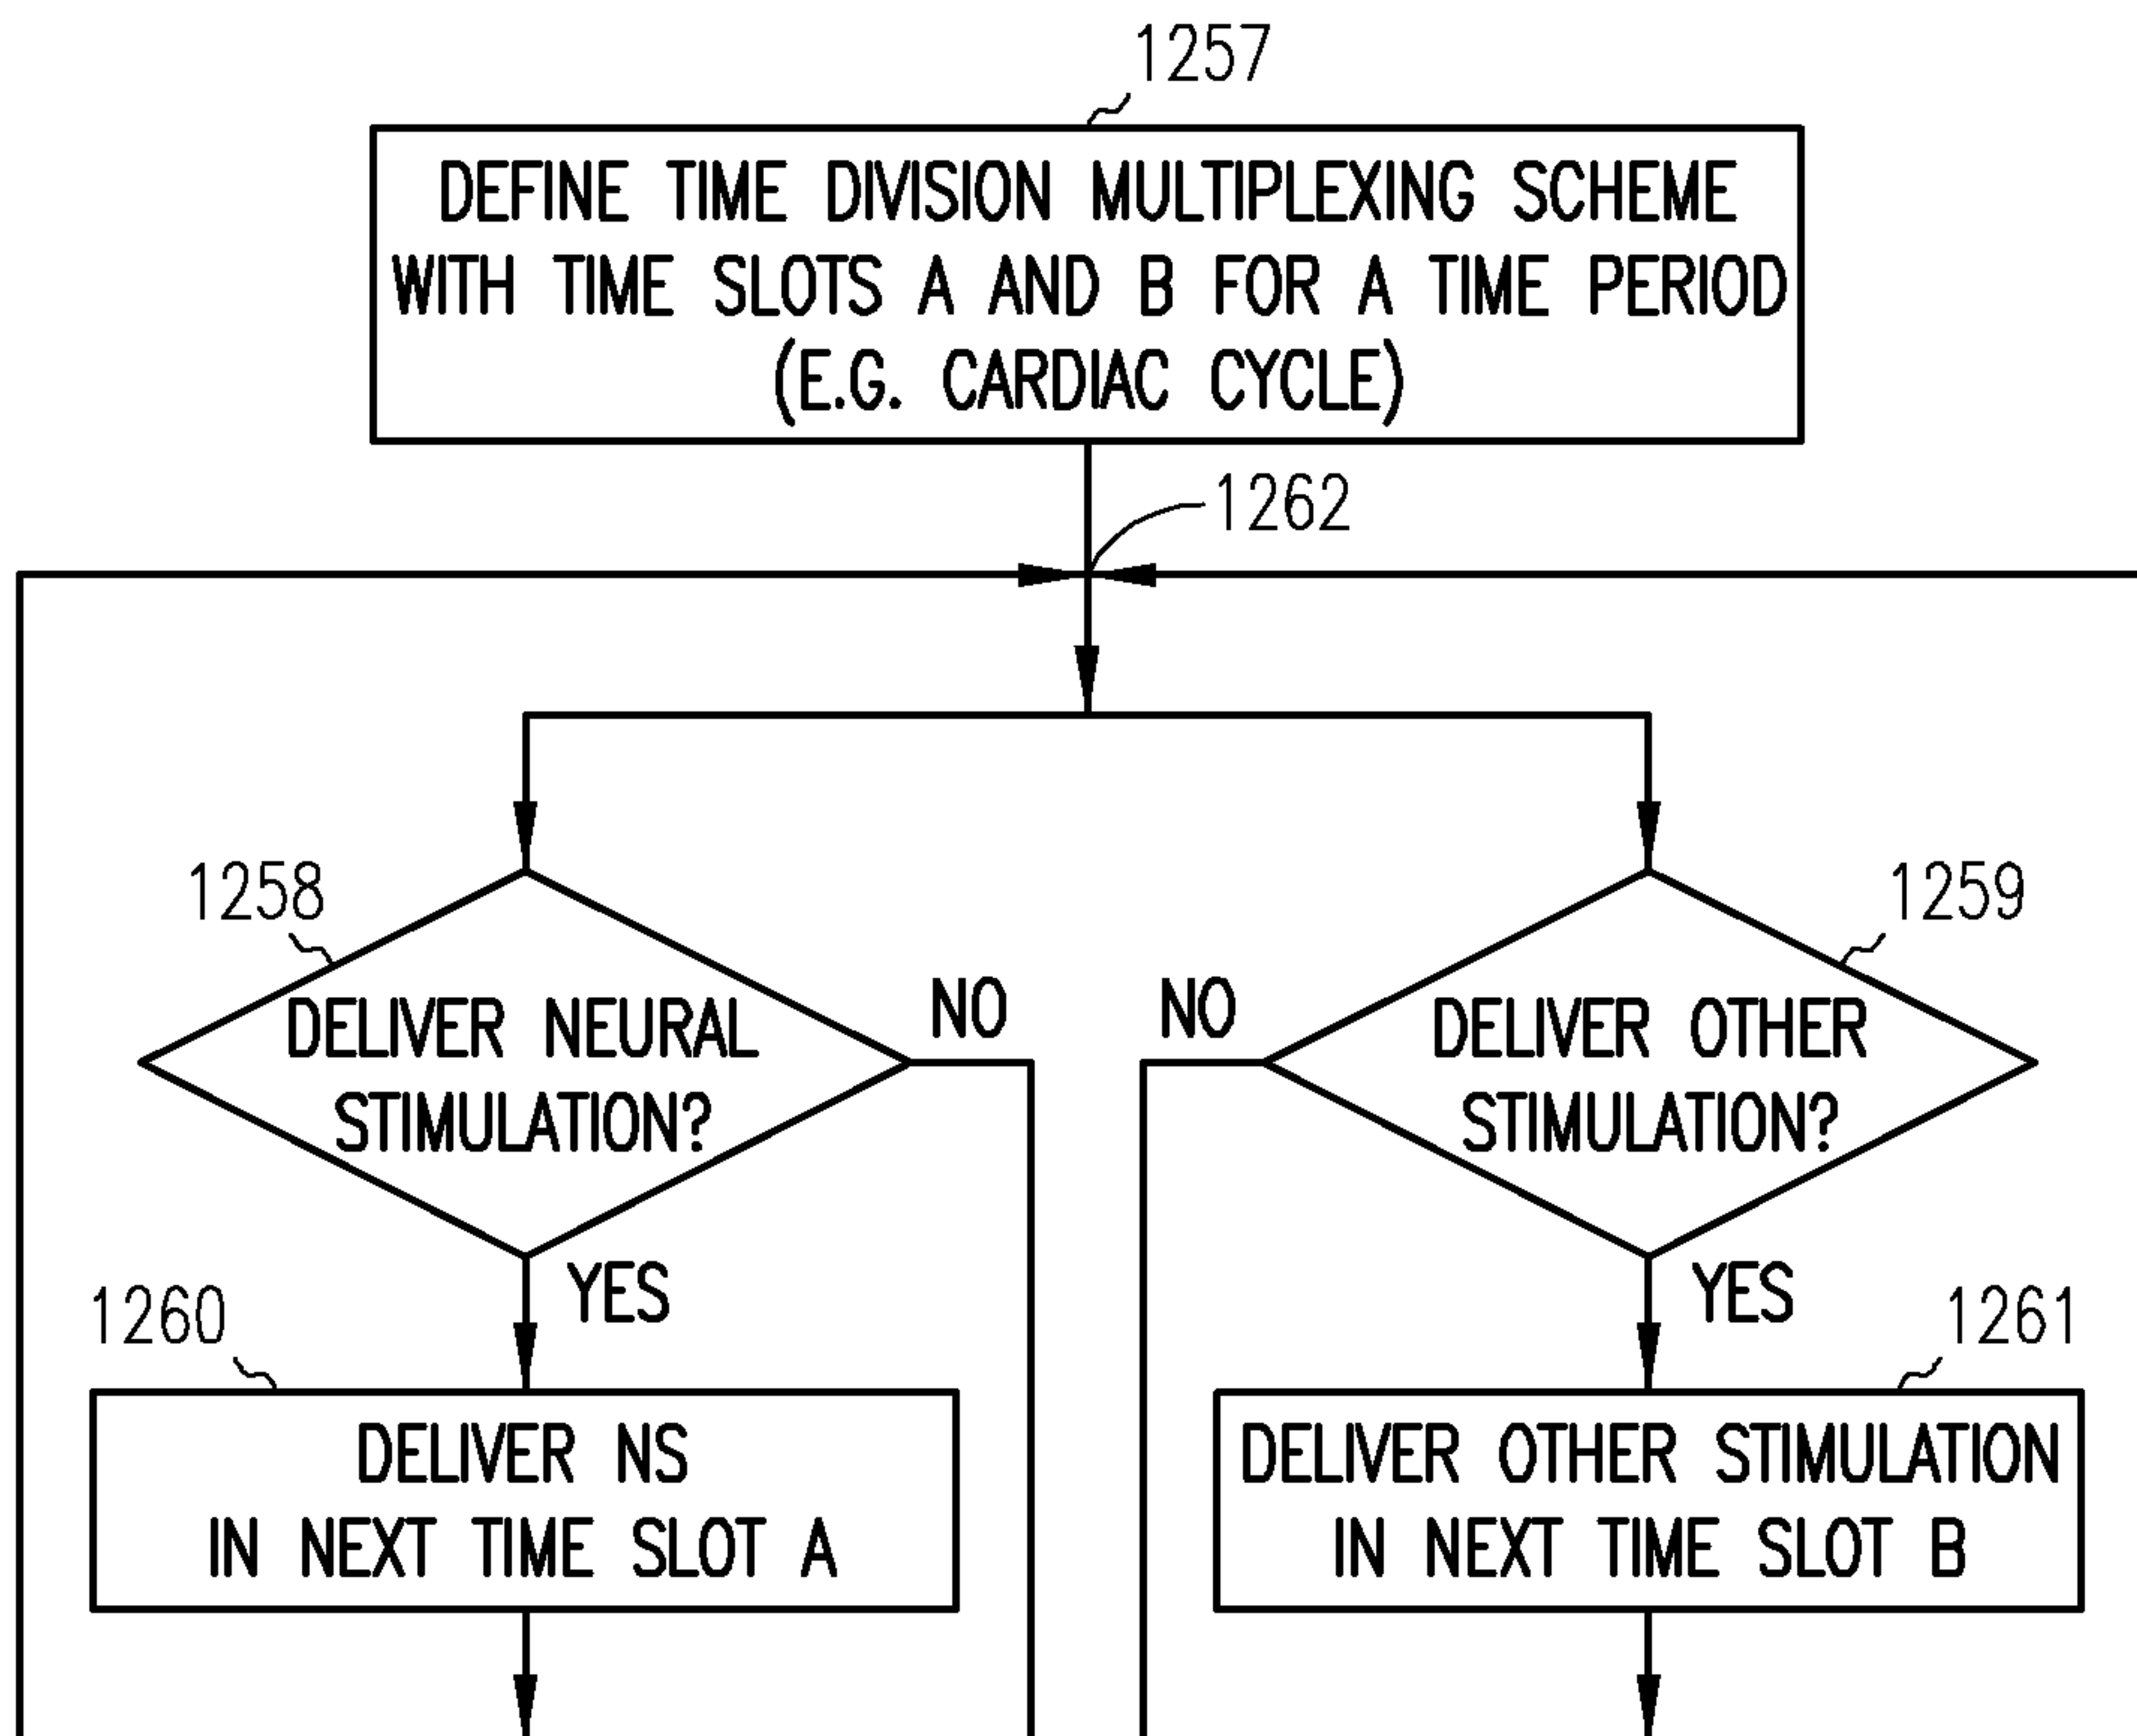 1257
DEFINE TIME DIVISION MULTIPLEXING SCHEME
WITH TIME SLOTS A AND B FOR A TIME PERIOD
(E.G. CARDIAC CYCLE)
1262
1258
DELIVER NEURAL
STIMULATION?
NO
YES
NO
1259
DELIVER OTHER
STIMULATION?
YES
1260
DELIVER NS
IN NEXT TIME SLOT A
1261
DELIVER OTHER STIMULATION
IN NEXT TIME SLOT B